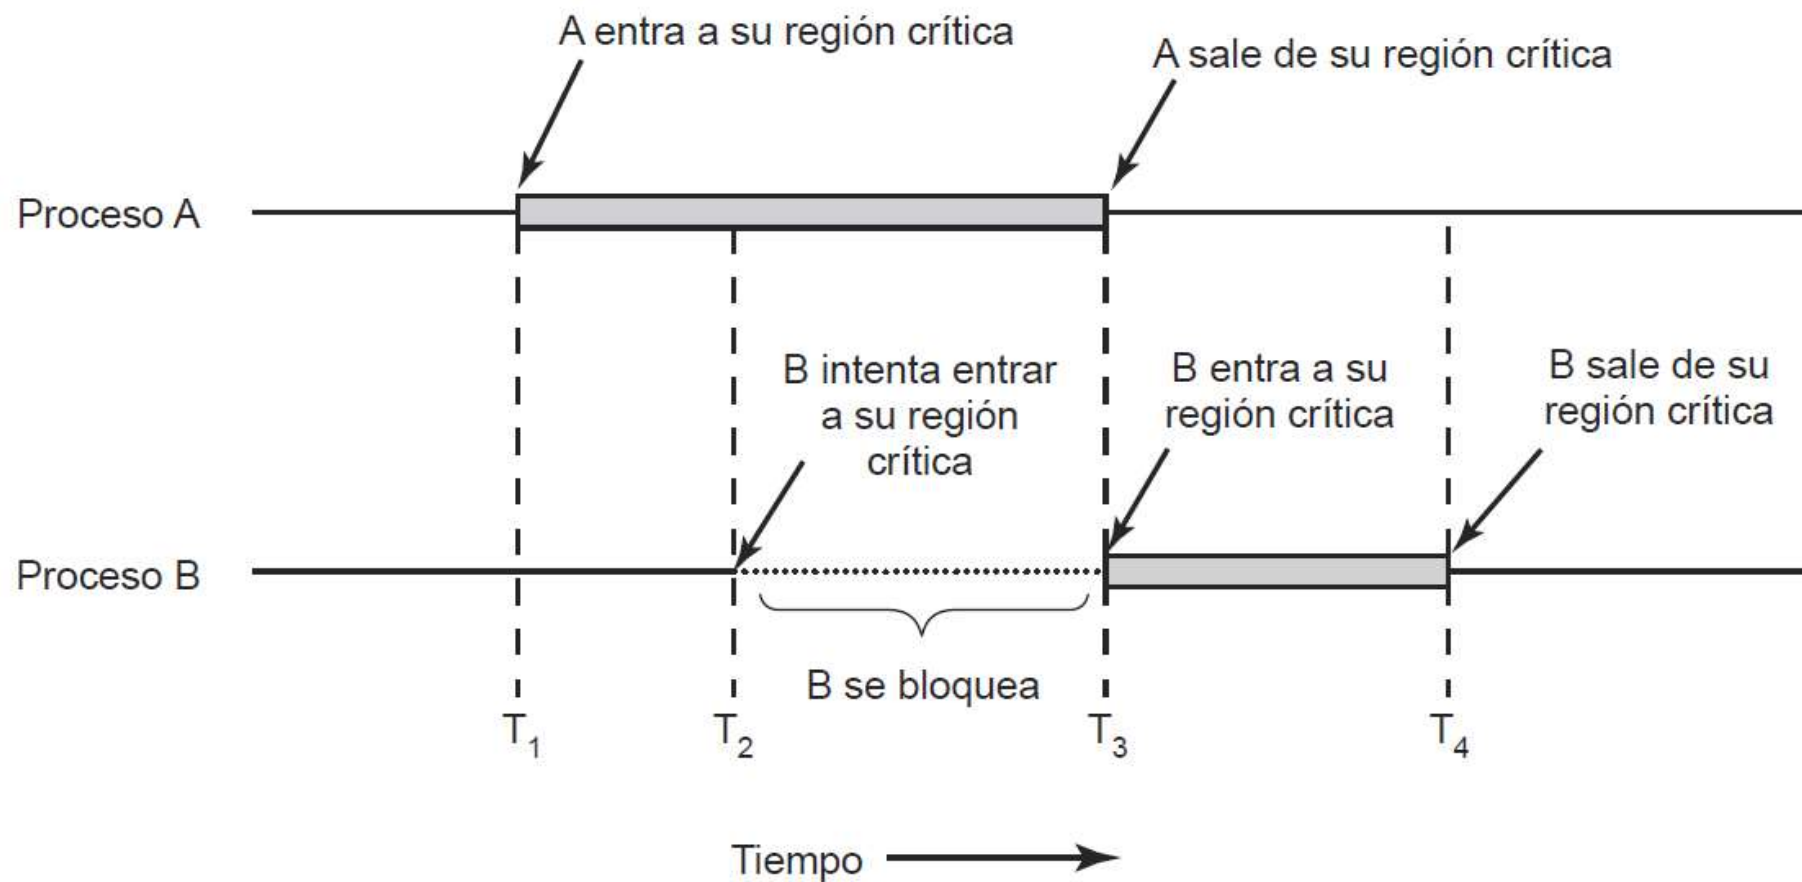 A entra a su región crítica
A sale de su región crítica
Proceso A
B intenta entrar
a su región
crítica
B entra a su
región crítica
B sale de su
región crítica
Proceso B
B se bloquea
T1
T2
T3
T4
Tiempo